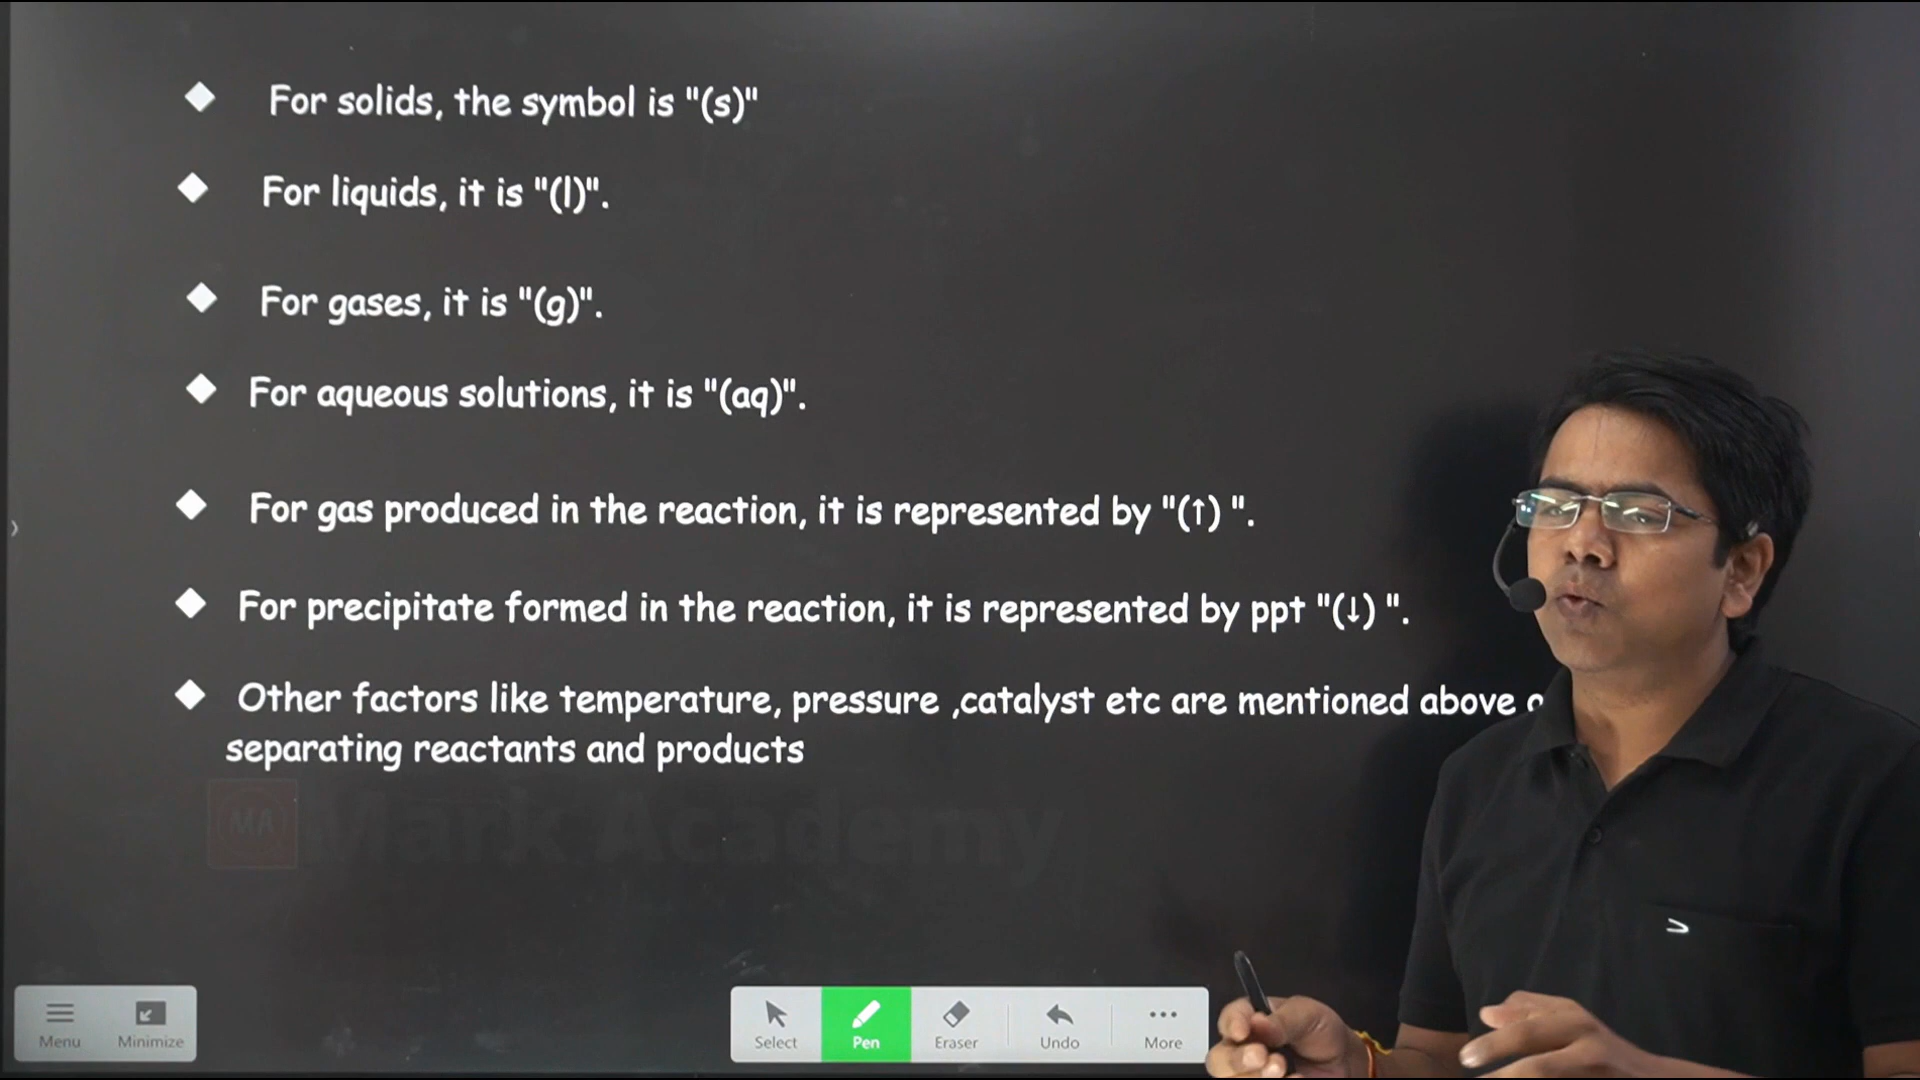 For solids, the symbol is "(s)"
For liquids, it is "(l)".
For gases, it is "(g)".
For aqueous solutions, it is "(aq)".
For gas produced in the reaction, it is represented by "(↑) ".
For precipitate formed in the reaction, it is represented by ppt "(↓) ".
Other factors like temperature, pressure ,catalyst etc are mentioned above
separating reactants and products
MA Mark Academy
Menu Minimize Select Pen Eraser Undo More